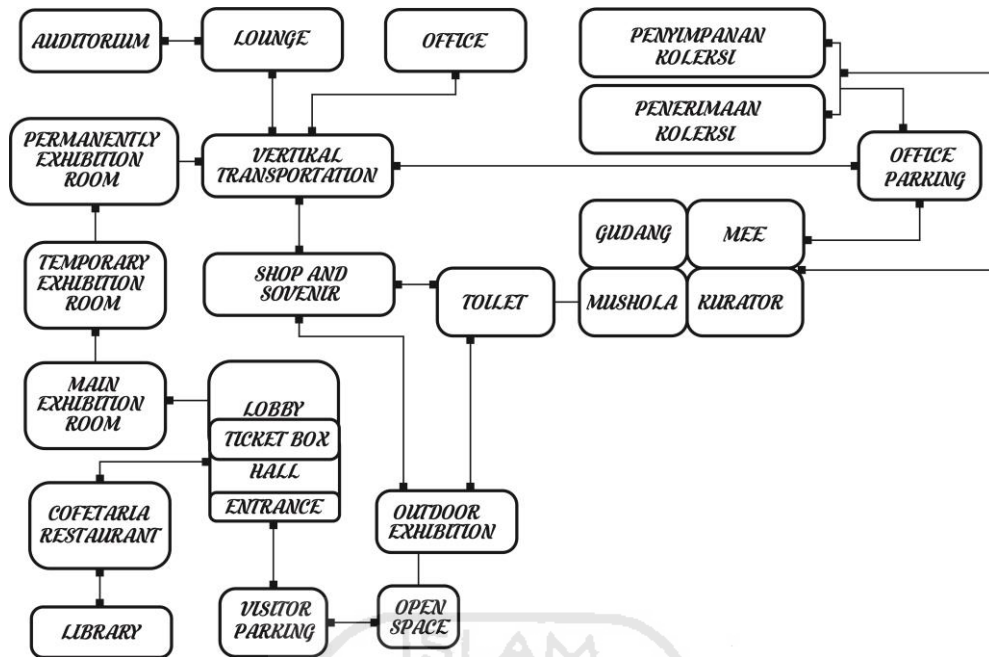 AUDITORIUM
LOUNGE
OFFICE
PENYIMPANAN
KOLEKSI
PENERIMAAN
KOLEKSI
PERMANENTLY
EXHIBITION
ROOM
VERTIKAL
TRANSPORTATION
OFFICE
PARKING
GUDANG
MEE
TEMPORARY
EXHIBITION
ROOM
SHOP AND
SOVENIR
TOILET
MUSHOLA
KURATOR
MAIN
EXHIBITION
ROOM
LOBBY
TICKET BOX
HALL
ENTRANCE
COFETARIA
RESTAURANT
OUTDOOR
EXHIBITION
LIBRARY
VISITOR
PARKING
OPEN
SPACE
ISLAM